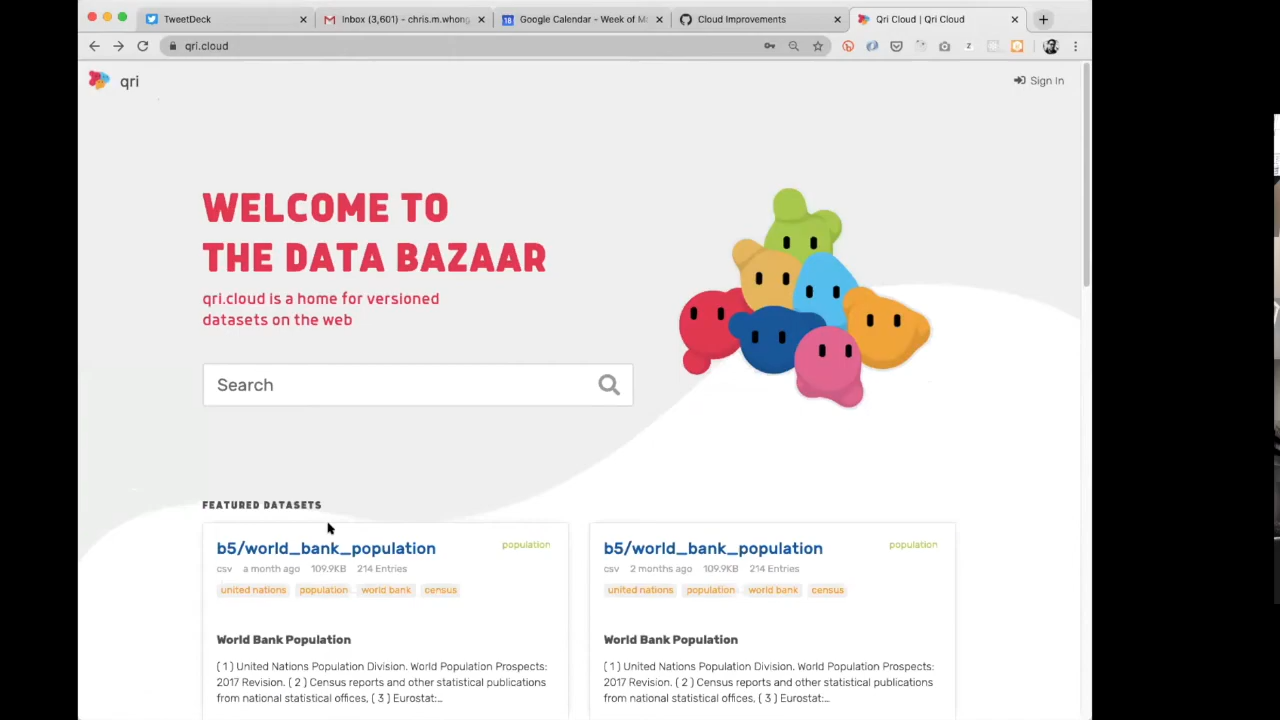 TweetDeck
Inbox (3,601) - chris.m.whong
Google Calendar - Week of M
Cloud Improvements
Qri Cloud | Qri Cloud
qri.cloud
qri
Sign In
WELCOME TO
THE DATA BAZAAR
qri.cloud is a home for versioned
datasets on the web
Search
FEATURED DATASETS
b5/world_bank_population
population
csv a month ago 109.9KB 214 Entries
united nations population world bank census
World Bank Population
( 1 ) United Nations Population Division. World Population Prospects:
2017 Revision. ( 2 ) Census reports and other statistical publications
from national statistical offices, ( 3 ) Eurostat:...
b5/world_bank_population
population
csv 2 months ago 109.9KB 214 Entries
united nations population world bank census
World Bank Population
( 1 ) United Nations Population Division. World Population Prospects:
2017 Revision. ( 2 ) Census reports and other statistical publications
from national statistical offices, ( 3 ) Eurostat:...